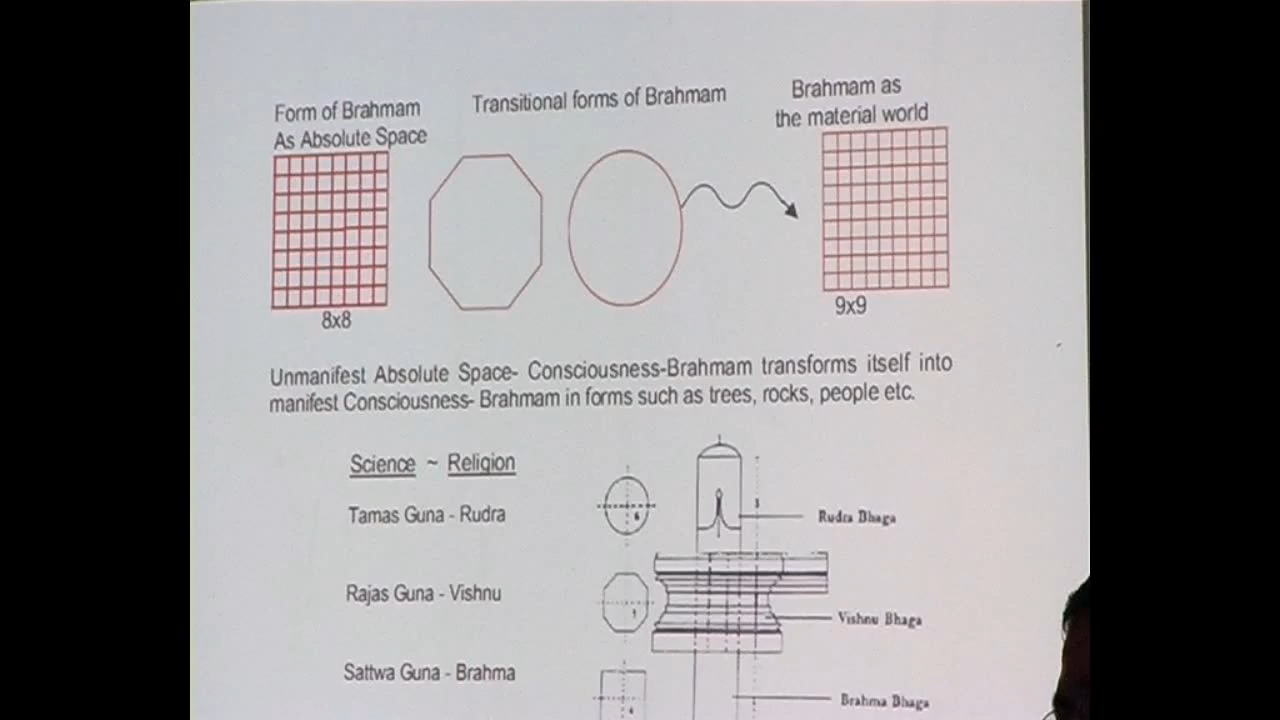 Form of Brahmam
As Absolute Space
Transitional forms of Brahmam
Brahmam as
the material world
8x8
9x9
Unmanifest Absolute Space- Consciousness-Brahmam transforms itself into
manifest Consciousness- Brahmam in forms such as trees, rocks, people etc.
Science ~ Religion
Tamas Guna - Rudra
6
Rudra Bhaga
Rajas Guna - Vishnu
Vishnu Bhaga
Sattwa Guna - Brahma
Brahma Bhaga